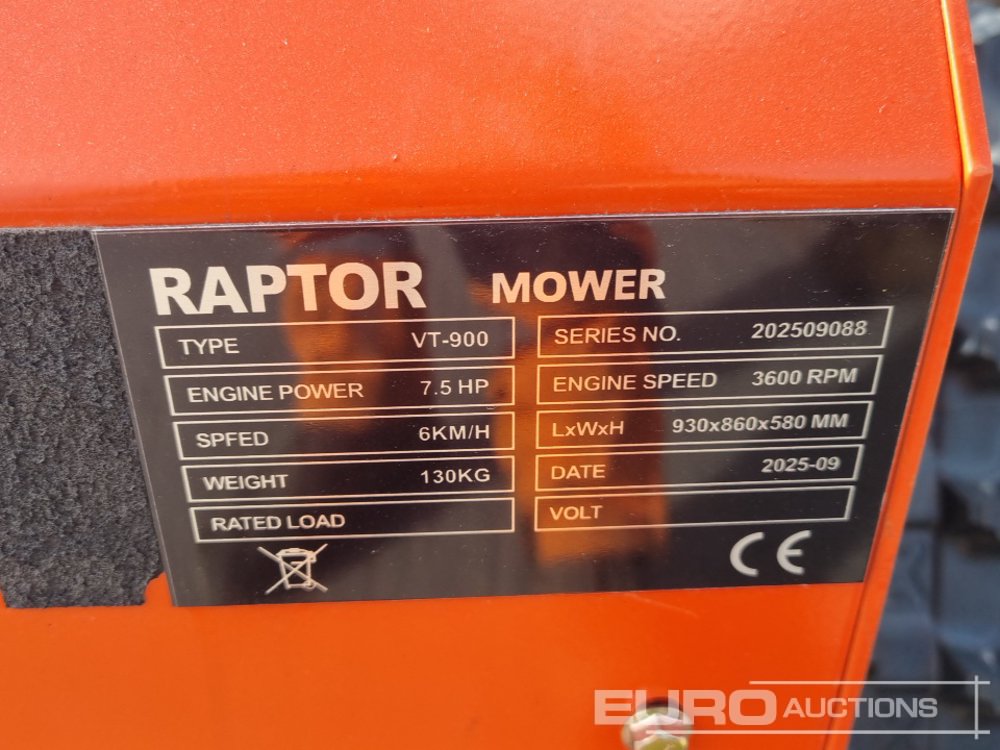 RAPTOR MOWER
TYPE VT-900
SERIES NO. 202509088
ENGINE POWER 7.5 HP
ENGINE SPEED 3600 RPM
SPFED 6KM/H
LxWxH 930x860x580 MM
WEIGHT 130KG
DATE 2025-09
RATED LOAD
VOLT
CE
EURO AUCTIONS